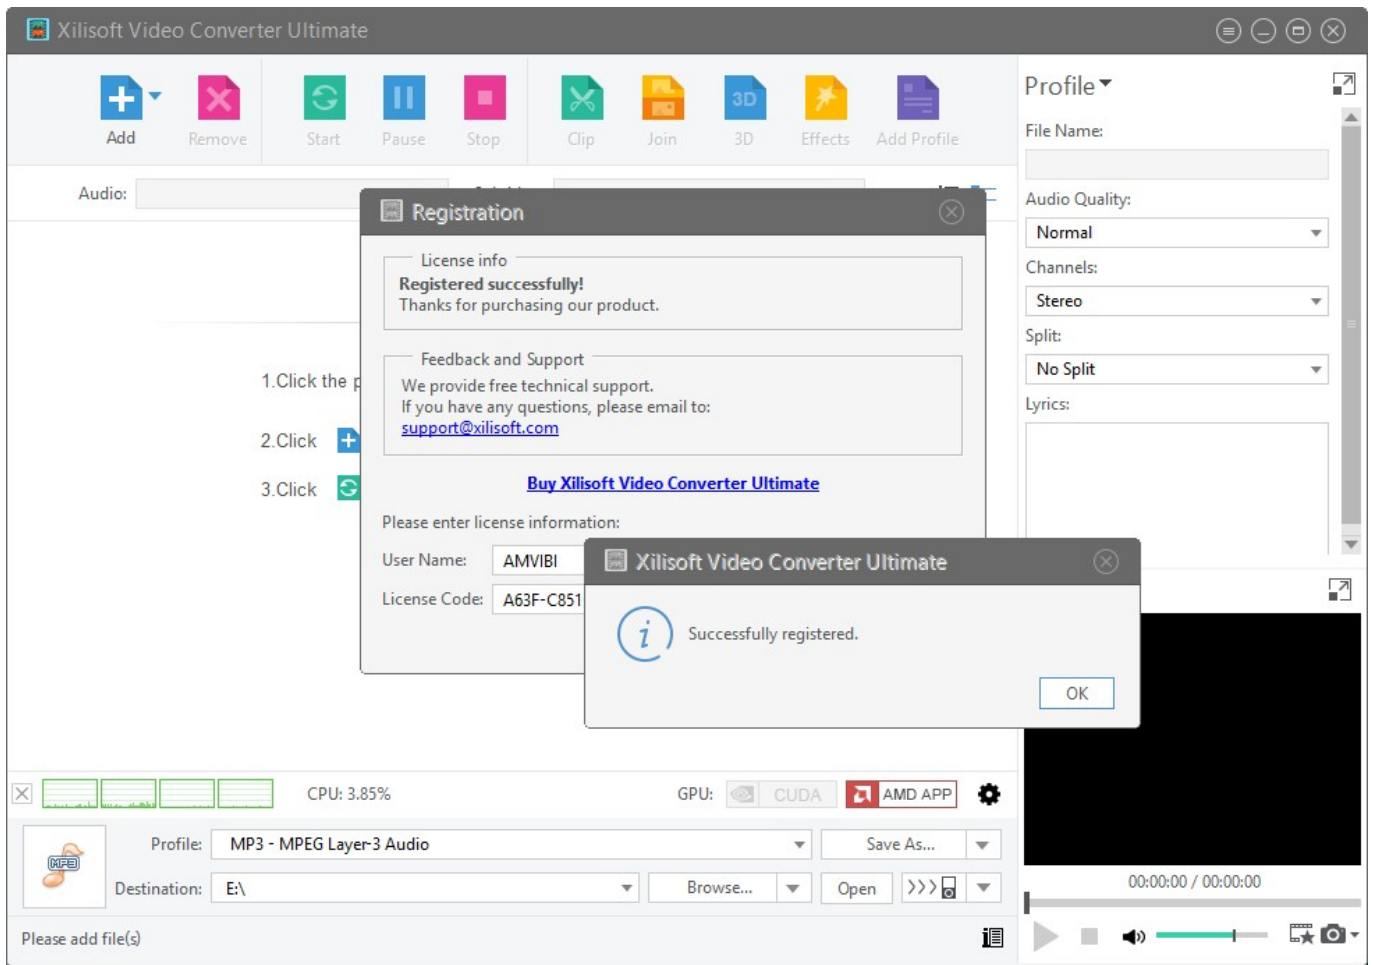 Xilisoft Video Converter Ultimate
Add
Remove
Start
Pause
Stop
Clip
Join
3D
3D
Effects
Add Profile
Audio:
Profile
File Name:
Audio Quality:
Normal
Channels:
Stereo
Split:
No Split
Lyrics:
1.Click the
2.Click
3.Click
Registration
License info
Registered successfully!
Thanks for purchasing our product.
Feedback and Support
We provide free technical support.
If you have any questions, please email to:
support@xilisoft.com
Buy Xilisoft Video Converter Ultimate
Please enter license information:
User Name: AMVIBI
License Code: A63F-C851
Xilisoft Video Converter Ultimate
Successfully registered.
OK
CPU: 3.85%
GPU: CUDA AMD APP
MP3
Profile: MP3 - MPEG Layer-3 Audio Save As...
Destination: E:\ Browse... Open
Please add file(s)
00:00:00 / 00:00:00